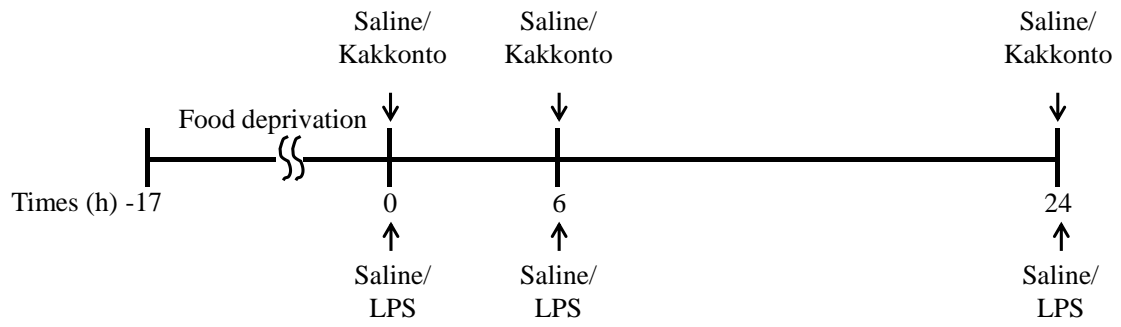 Saline/
Kakkonto
Saline/
Kakkonto
Saline/
Kakkonto
Food deprivation
Times (h) -17
0
6
24
Saline/
LPS
Saline/
LPS
Saline/
LPS